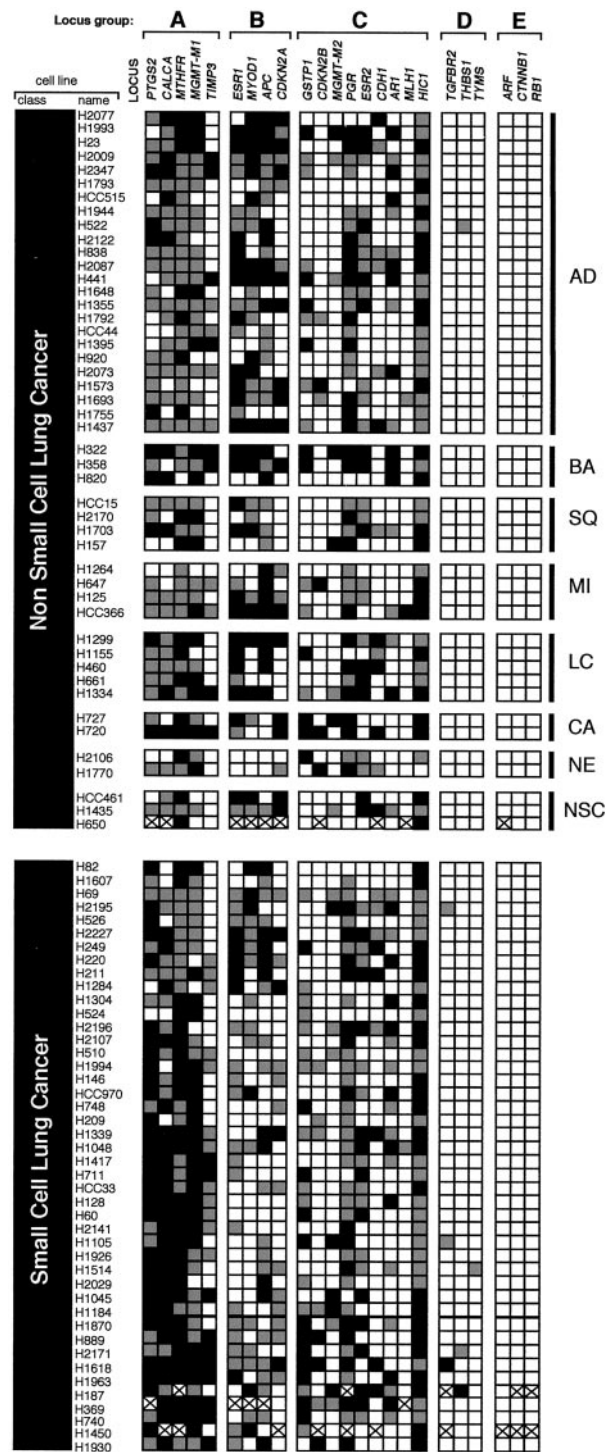 Locus group: A B C D E
LOCUS
PTGS2 CALCA MTHFR MGMT-M1 TIMP3 ESR1 MYOD1 APC CDKN2A GSTP1 CDKN2B MGMT-M2 PGR ESR2 CDH1 AR1 MLH1 HIC1 TGFBR2 THBS1 TYMS ARF CTNNB1 RB1
cell line
class name
Non Small Cell Lung Cancer
H2077
H1993
H23
H2009
H2347
H1793
HCC515
H1944
H522
H2122
H838
H2087
H441
H1648
H1355
H1792
HCC44
H1395
H920
H2073
H1573
H1693
H1755
H1437
AD
H322
H358
H820
BA
HCC15
H2170
H1703
H157
SQ
H1264
H647
H125
HCC366
MI
H1299
H1155
H460
H661
H1334
LC
H727
H720
CA
H2106
H1770
NE
HCC461
H1435
H650
NSC
Small Cell Lung Cancer
H82
H1607
H69
H2195
H526
H2227
H249
H220
H211
H1284
H1304
H524
H2196
H2107
H510
H1994
H146
HCC970
H748
H209
H1339
H1048
H1417
H711
HCC33
H128
H60
H2141
H1105
H1926
H1514
H2029
H1045
H1184
H1870
H889
H2171
H1618
H1963
H187
H369
H740
H1450
H1930